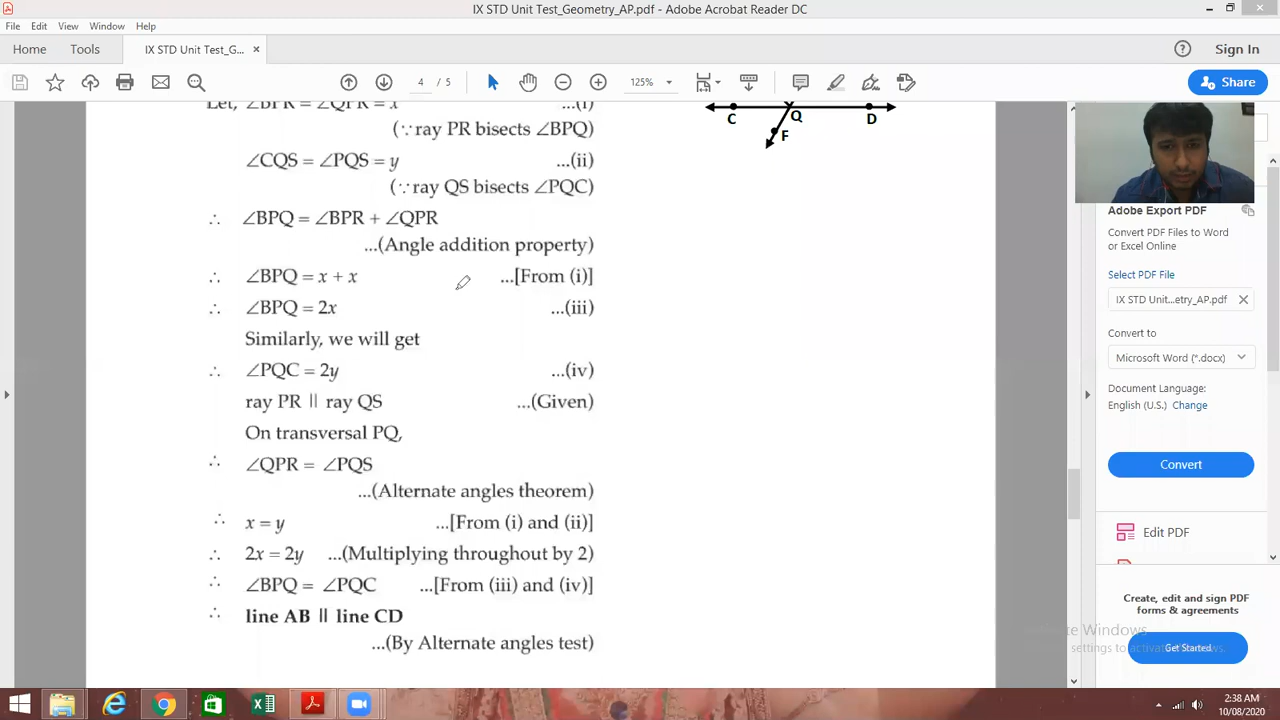 IX STD Unit Test_Geometry_AP.pdf - Adobe Acrobat Reader DC
File Edit View Window Help
Home Tools IX STD Unit Test_G... × Sign In
4 / 5 125% Share
Let, ∠BPR = ∠QPR = x ...(i)
(∵ ray PR bisects ∠BPQ)
∠CQS = ∠PQS = y ...(ii)
(∵ ray QS bisects ∠PQC)
∴ ∠BPQ = ∠BPR + ∠QPR
...(Angle addition property)
∴ ∠BPQ = x + x ...[From (i)]
∴ ∠BPQ = 2x ...(iii)
Similarly, we will get
∴ ∠PQC = 2y ...(iv)
ray PR || ray QS ...(Given)
On transversal PQ,
∴ ∠QPR = ∠PQS
...(Alternate angles theorem)
∴ x = y ...[From (i) and (ii)]
∴ 2x = 2y ...(Multiplying throughout by 2)
∴ ∠BPQ = ∠PQC ...[From (iii) and (iv)]
∴ line AB || line CD
...(By Alternate angles test)
C Q D
F
Adobe Export PDF
Convert PDF Files to Word
or Excel Online
Select PDF File
IX STD Unit...etry_AP.pdf ×
Convert to
Microsoft Word (*.docx)
Document Language:
English (U.S.) Change
Convert
Edit PDF
Create, edit and sign PDF
forms & agreements
Get Started
2:38 AM
10/08/2020